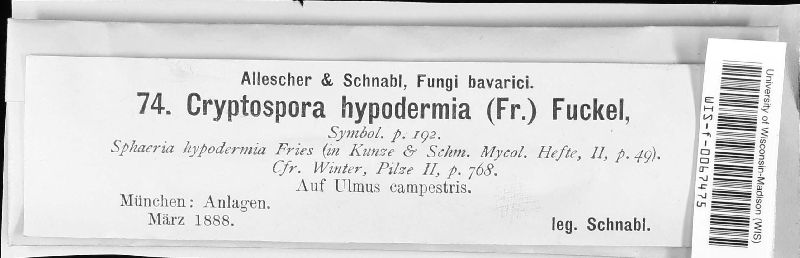 Allescher & Schnabl, Fungi bavarici.
74. Cryptospora hypodermia (Fr.) Fuckel,
Symbol. p. 192.
Sphaeria hypodermia Fries (in Kunze & Schm. Mycol. Hefte, II, p. 49).
Cfr. Winter, Pilze II, p. 768.
Auf Ulmus campestris.
München: Anlagen.
März 1888.
leg. Schnabl.
University of Wisconsin-Madison (WIS)
WIS-f-0067475